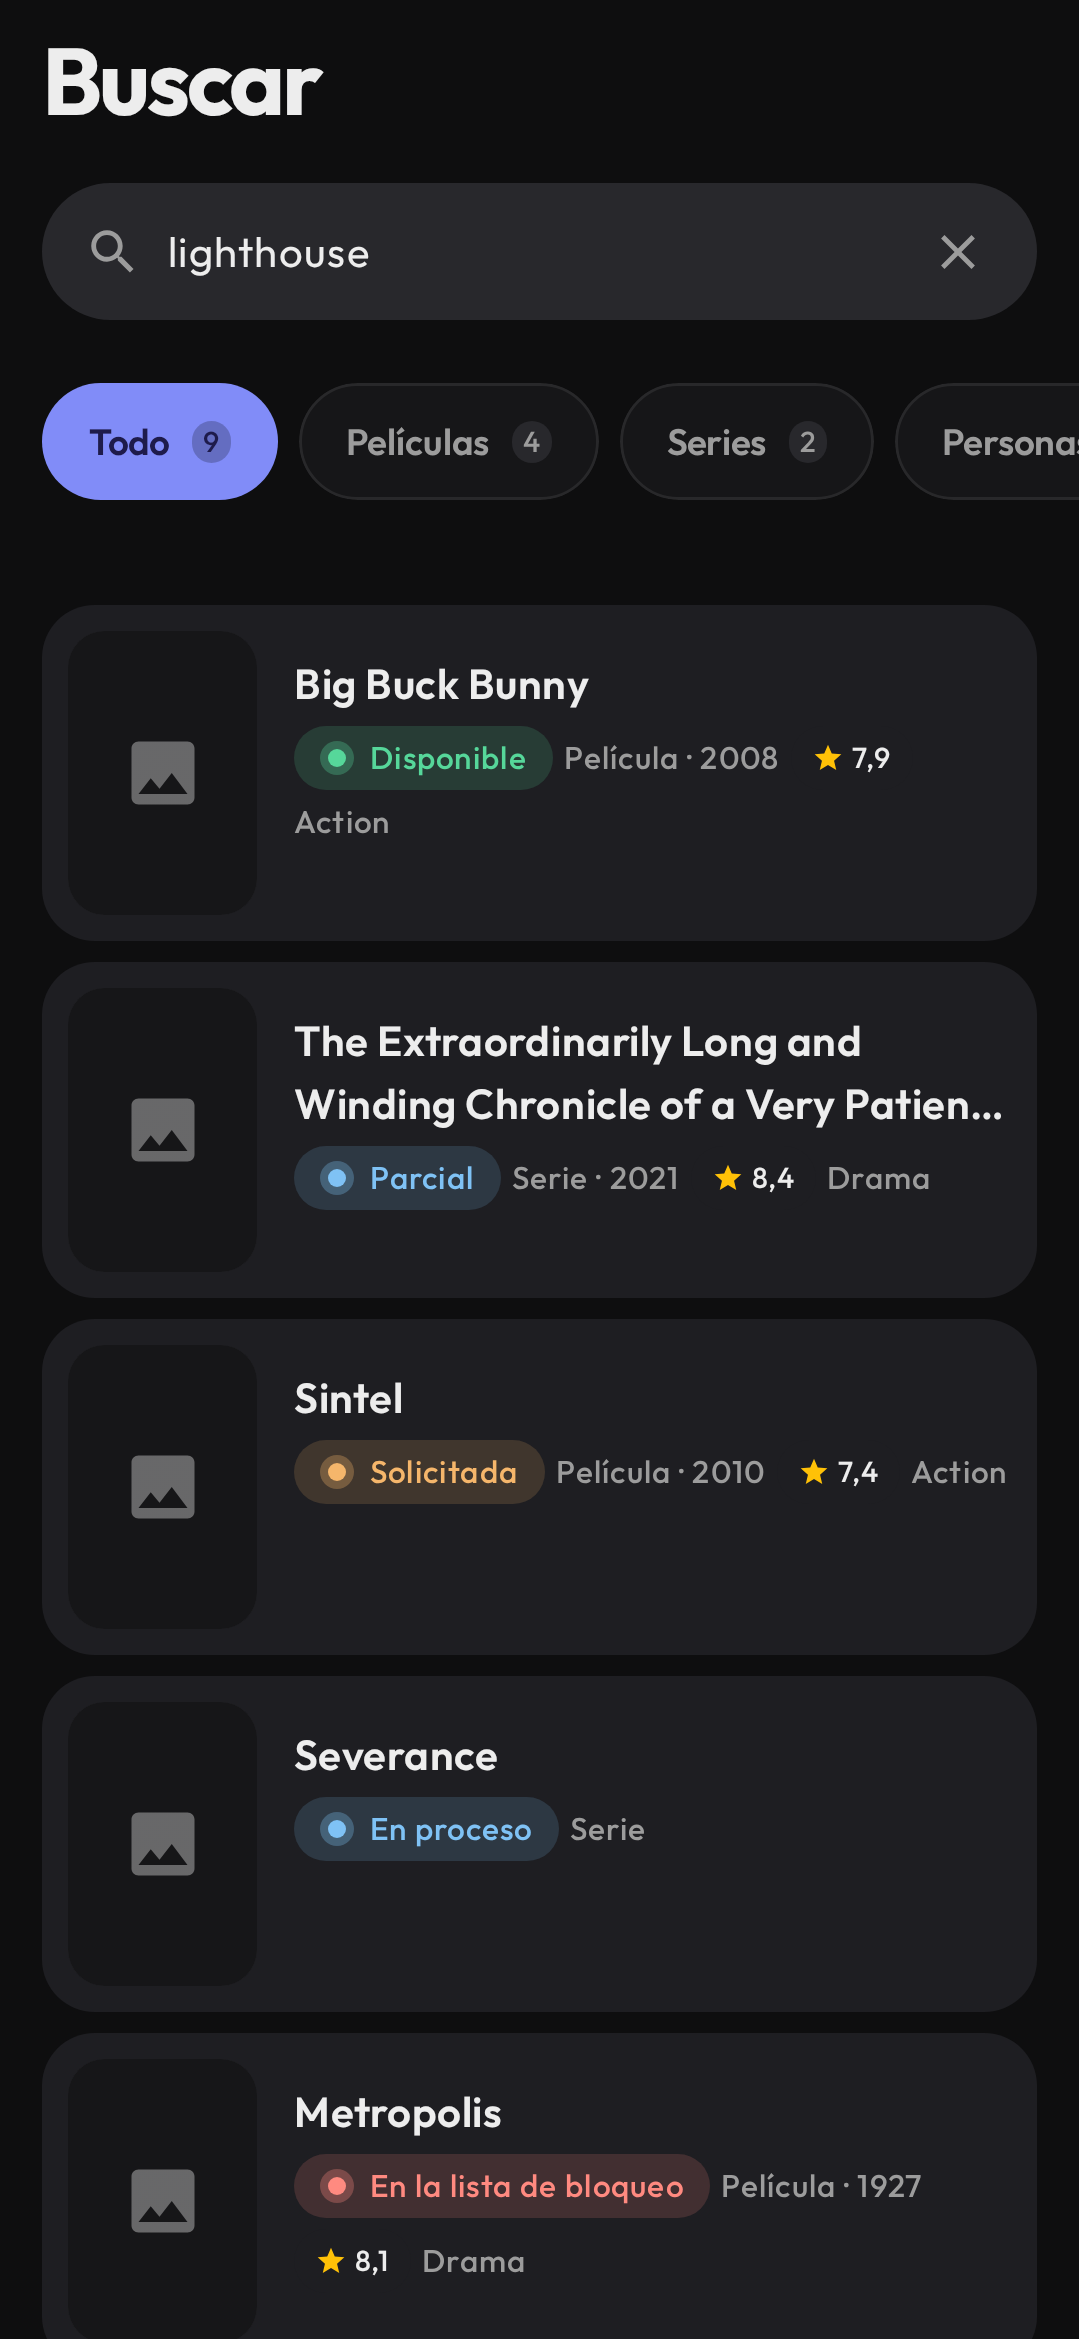 Buscar
lighthouse
Todo 9 Películas 4 Series 2 Personas
Big Buck Bunny
Disponible Película · 2008 7,9
Action
The Extraordinarily Long and
Winding Chronicle of a Very Patien...
Parcial Serie · 2021 8,4 Drama
Sintel
Solicitada Película · 2010 7,4 Action
Severance
En proceso Serie
Metropolis
En la lista de bloqueo Película · 1927
8,1 Drama